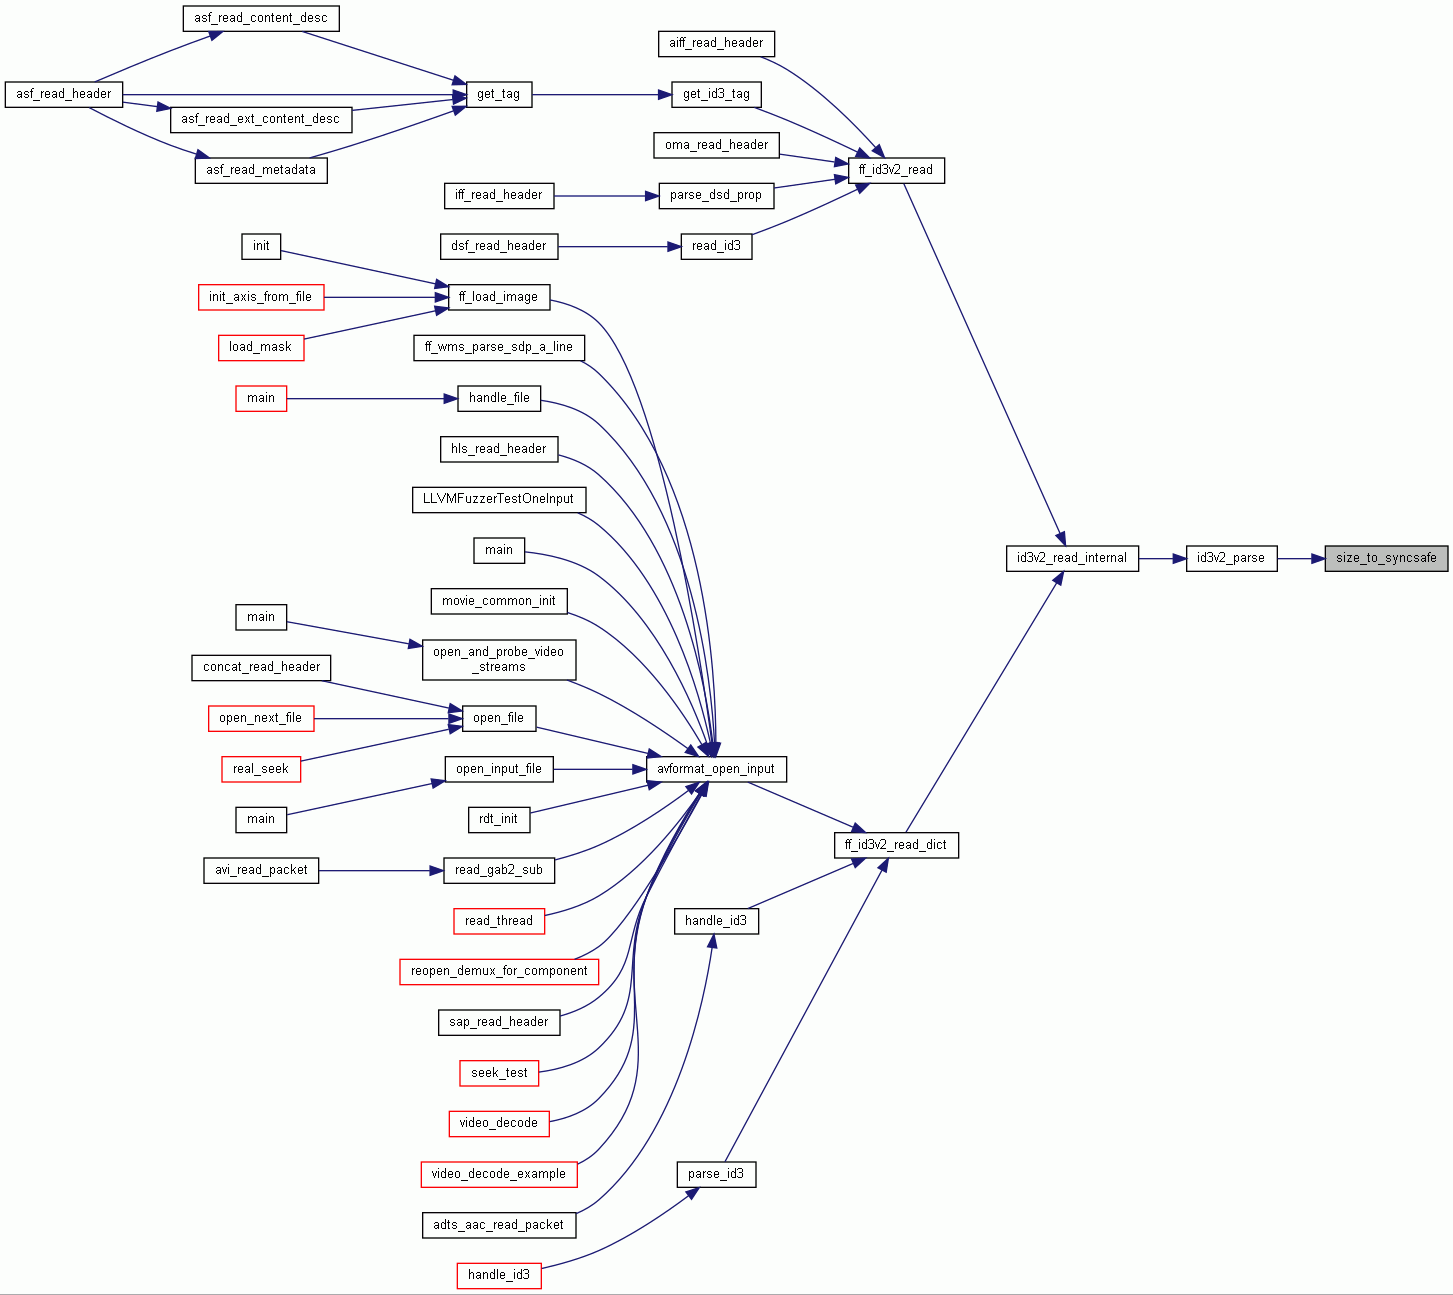 asf_read_content_desc
aiff_read_header
asf_read_header
get_tag
get_id3_tag
asf_read_ext_content_desc
oma_read_header
asf_read_metadata
ff_id3v2_read
iff_read_header
parse_dsd_prop
init
dsf_read_header
read_id3
init_axis_from_file
ff_load_image
load_mask
ff_wms_parse_sdp_a_line
main
handle_file
hls_read_header
LLVMFuzzerTestOneInput
main
id3v2_read_internal
id3v2_parse
size_to_syncsafe
movie_common_init
main
open_and_probe_video
_streams
concat_read_header
open_next_file
open_file
real_seek
open_input_file
avformat_open_input
main
rdt_init
ff_id3v2_read_dict
avi_read_packet
read_gab2_sub
read_thread
handle_id3
reopen_demux_for_component
sap_read_header
seek_test
video_decode
video_decode_example
parse_id3
adts_aac_read_packet
handle_id3